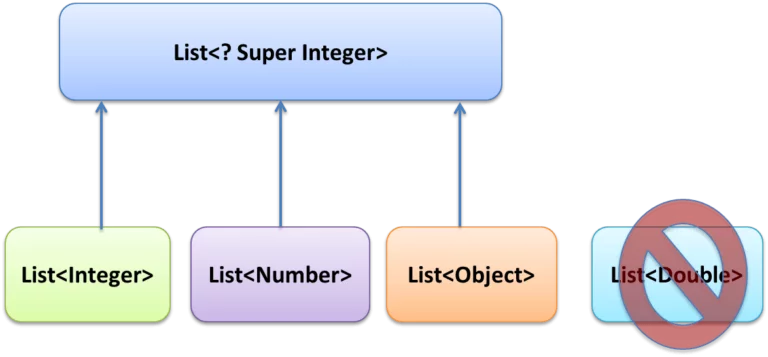 List<? Super Integer>
List<Integer>
List<Number>
List<Object>
List<Double>